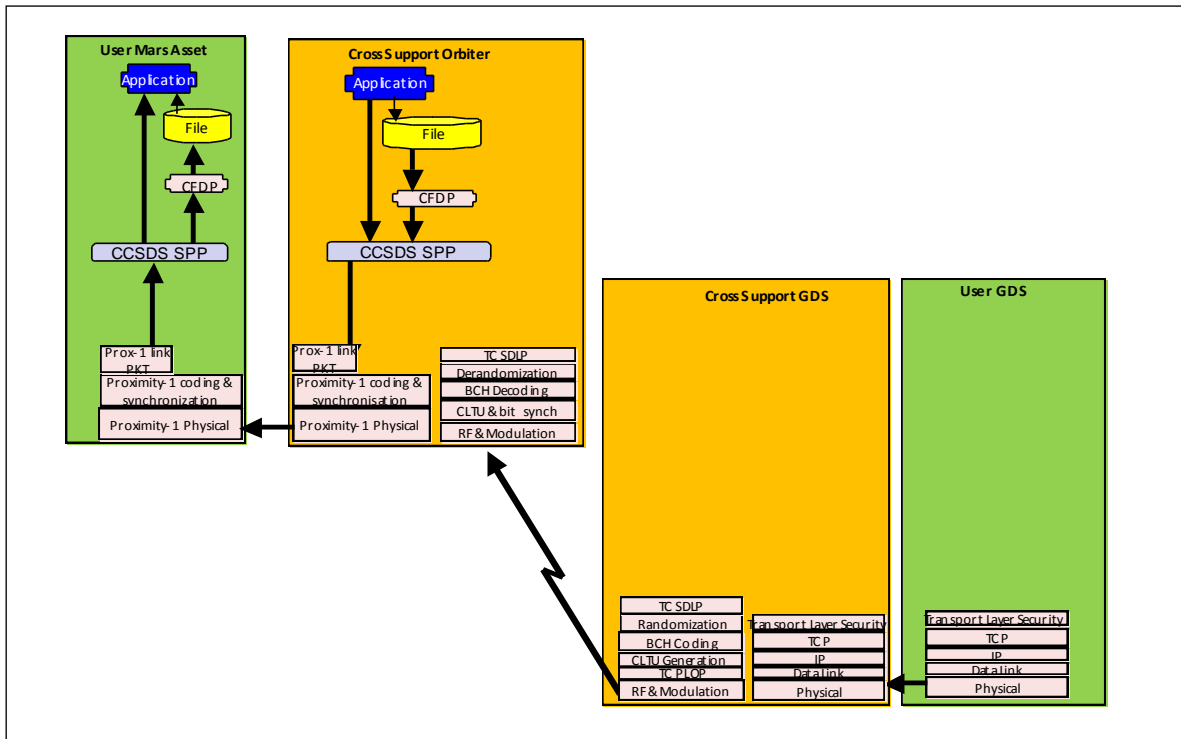 User Mars Asset
Application
File
CFDP
CCSDS SPP
Prox-1 link
PKT
Proximity-1 coding &
synchronization
Proximity-1 Physical
Cross Support Orbiter
Application
File
CFDP
CCSDS SPP
Prox-1 link
PKT
Proximity-1 coding &
synchronisation
Proximity-1 Physical
TC SDLP
Derandomization
BCH Decoding
CLTU & bit synch
RF & Modulation
Cross Support GDS
TC SDLP
Randomization
BCH Coding
CLTU Generation
TC PLOP
RF & Modulation
Transport Layer Security
TCP
IP
Data link
Physical
User GDS
Transport Layer Security
TCP
IP
Data link
Physical